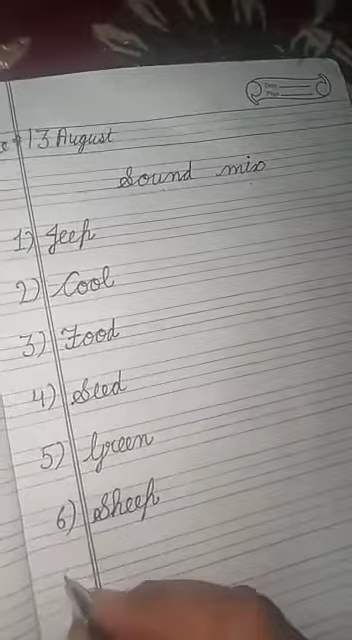 13 August
Sound mix
1) Jeep
2) Cool
3) Food
4) Seed
5) Green
6) Sheep